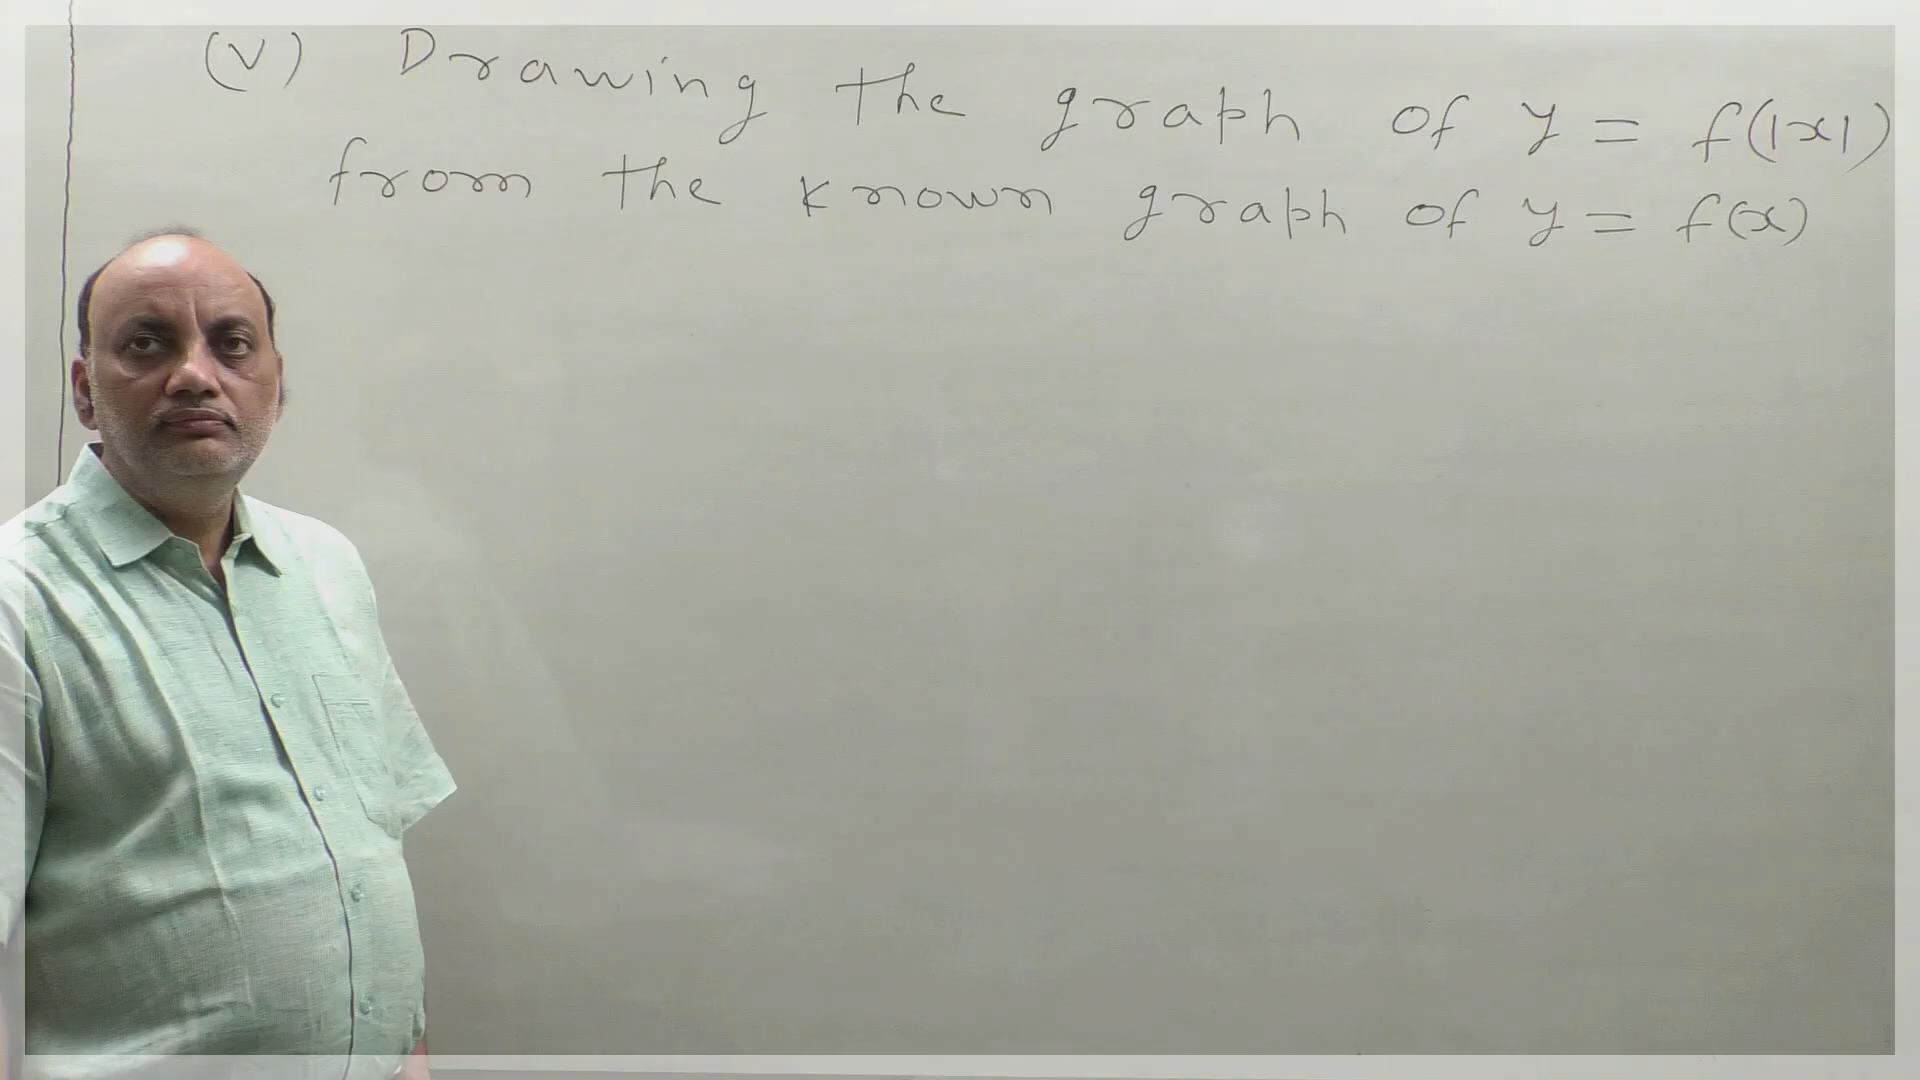 (V) Drawing the graph of y = f(|x|)
from the known graph of y = f(x)